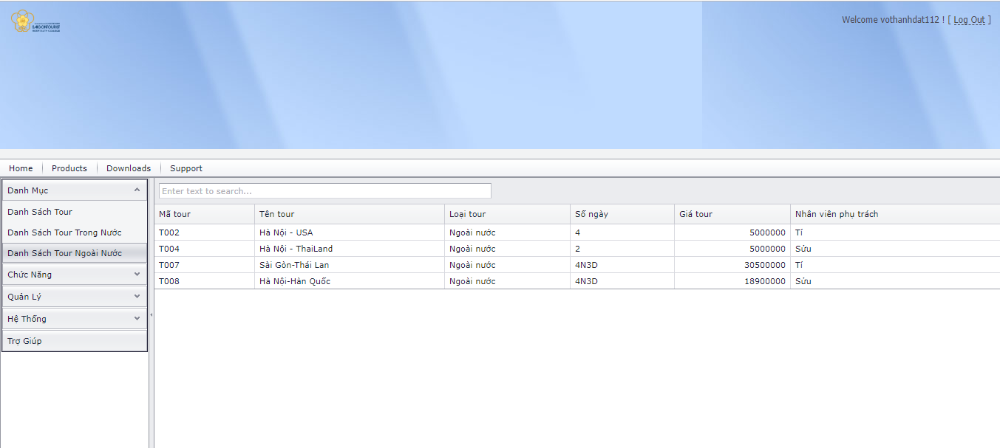 SAIGONTOURIST
Welcome vothanhdat112 ! [ Log Out ]
Home Products Downloads Support
Danh Mục
Danh Sách Tour
Danh Sách Tour Trong Nước
Danh Sách Tour Ngoài Nước
Chức Năng
Quản Lý
Hệ Thống
Trợ Giúp
Enter text to search...
Mã tour Tên tour Loại tour Số ngày Giá tour Nhân viên phụ trách
T002 Hà Nội - USA Ngoài nước 4 5000000 Tí
T004 Hà Nội - ThaiLand Ngoài nước 2 5000000 Sửu
T007 Sài Gòn-Thái Lan Ngoài nước 4N3D 30500000 Tí
T008 Hà Nội-Hàn Quốc Ngoài nước 4N3D 18900000 Sửu